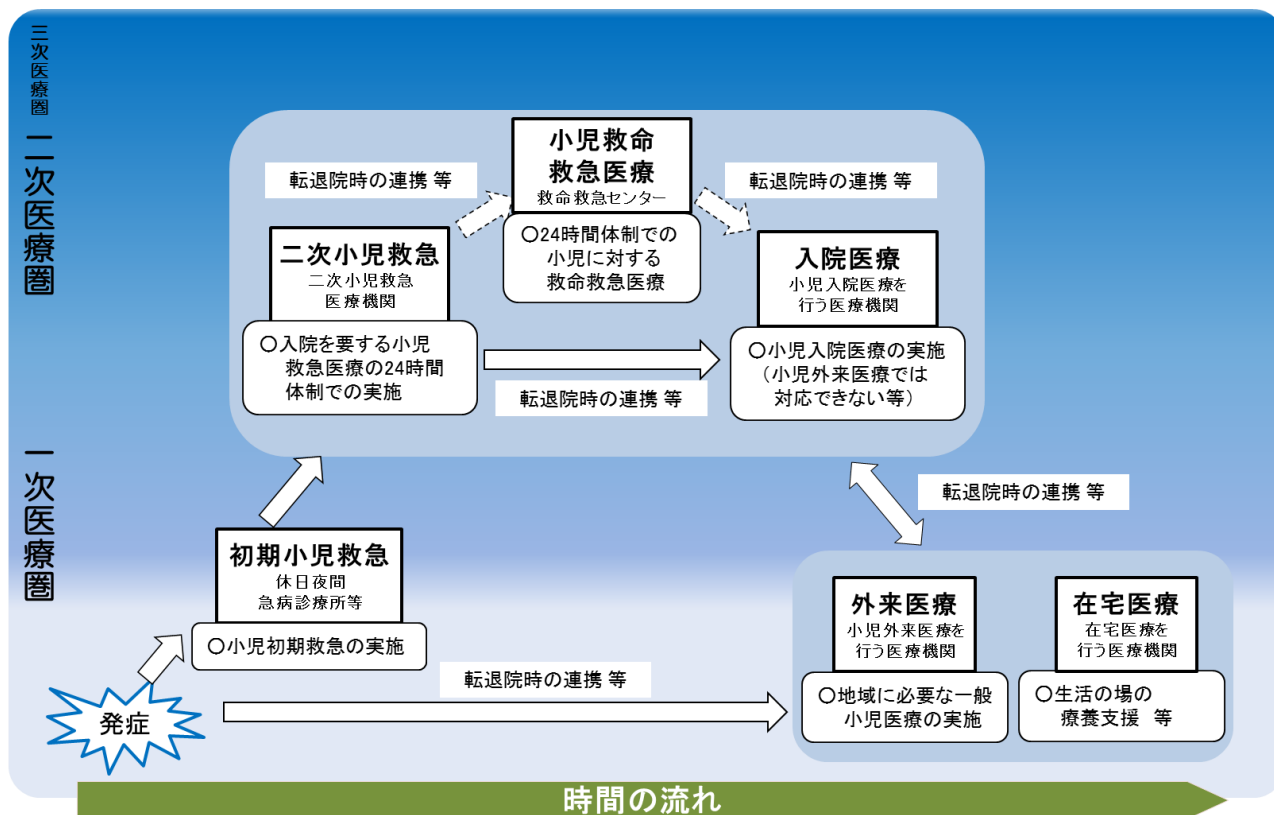 三次医療圏
二次医療圏
一次医療圏
小児救命
救急医療
救命救急センター
○24時間体制での
小児に対する
救命救急医療
転退院時の連携 等
転退院時の連携 等
二次小児救急
二次小児救急
医療機関
○入院を要する小児
救急医療の24時間
体制での実施
転退院時の連携 等
入院医療
小児入院医療を
行う医療機関
○小児入院医療の実施
（小児外来医療では
対応できない等）
転退院時の連携 等
初期小児救急
休日夜間
急病診療所等
○小児初期救急の実施
発症
転退院時の連携 等
外来医療
小児外来医療を
行う医療機関
○地域に必要な一般
小児医療の実施
在宅医療
在宅医療を
行う医療機関
○生活の場の
療養支援 等
時間の流れ